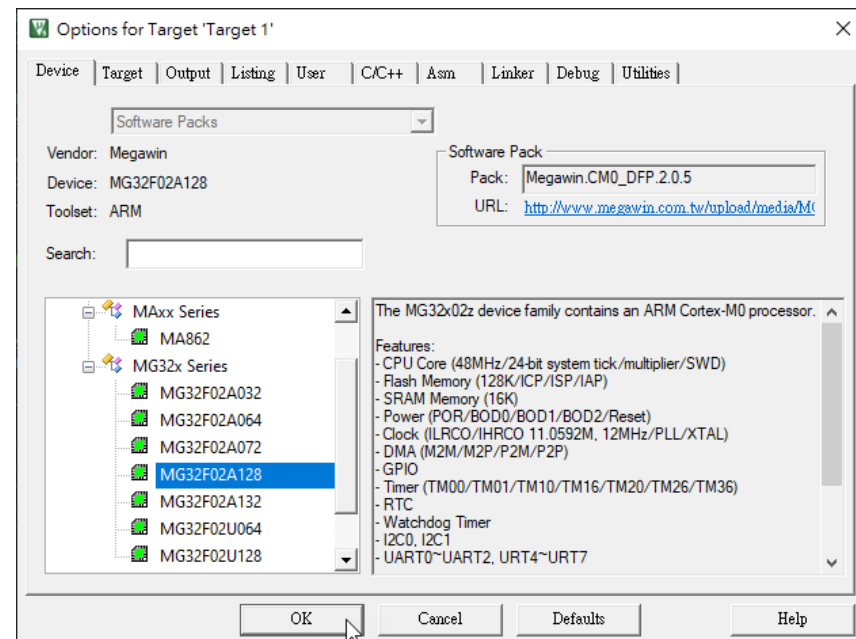 Options for Target 'Target 1'
Device Target Output Listing User C/C++ Asm Linker Debug Utilities
Software Packs
Vendor: Megawin
Device: MG32F02A128
Toolset: ARM
Software Pack
Pack: Megawin.CM0_DFP.2.0.5
URL: http://www.megawin.com.tw/upload/media/M
Search:
MAxx Series
MA862
MG32x Series
MG32F02A032
MG32F02A064
MG32F02A072
MG32F02A128
MG32F02A132
MG32F02U064
MG32F02U128
The MG32x02z device family contains an ARM Cortex-M0 processor.
Features:
- CPU Core (48MHz/24-bit system tick/multiplier/SWD)
- Flash Memory (128K/ICP/ISP/IAP)
- SRAM Memory (16K)
- Power (POR/BOD0/BOD1/BOD2/Reset)
- Clock (ILRCO/IHRCO 11.0592M, 12MHz/PLL/XTAL)
- DMA (M2M/M2P/P2M/P2P)
- GPIO
- Timer (TM00/TM01/TM10/TM16/TM20/TM26/TM36)
- RTC
- Watchdog Timer
- I2C0, I2C1
- UART0~UART2, URT4~URT7
OK Cancel Defaults Help